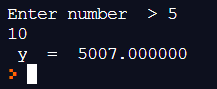 Enter number  > 5
10
 y  =  5007.000000
>